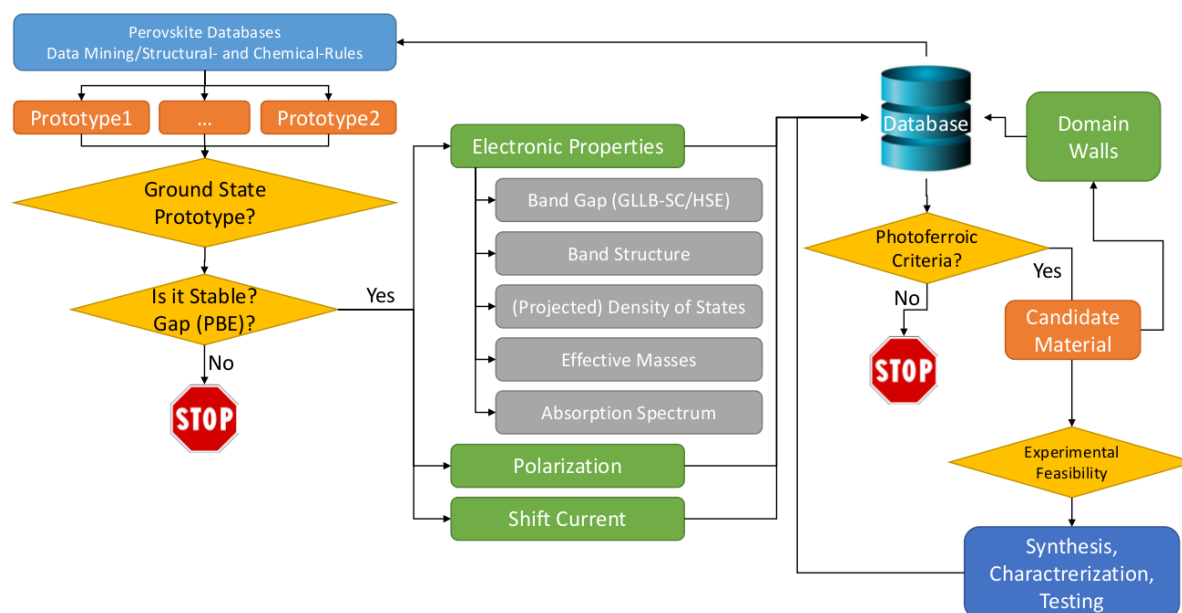 Perovskite Databases
Data Mining/Structural- and Chemical-Rules
Prototype1
...
Prototype2
Ground State
Prototype?
Is it Stable?
Gap (PBE)?
Yes
No
STOP
Electronic Properties
Band Gap (GLLB-SC/HSE)
Band Structure
(Projected) Density of States
Effective Masses
Absorption Spectrum
Polarization
Shift Current
Database
Domain
Walls
Photoferroic
Criteria?
Yes
No
STOP
Candidate
Material
Experimental
Feasibility
Synthesis,
Charactrerization,
Testing